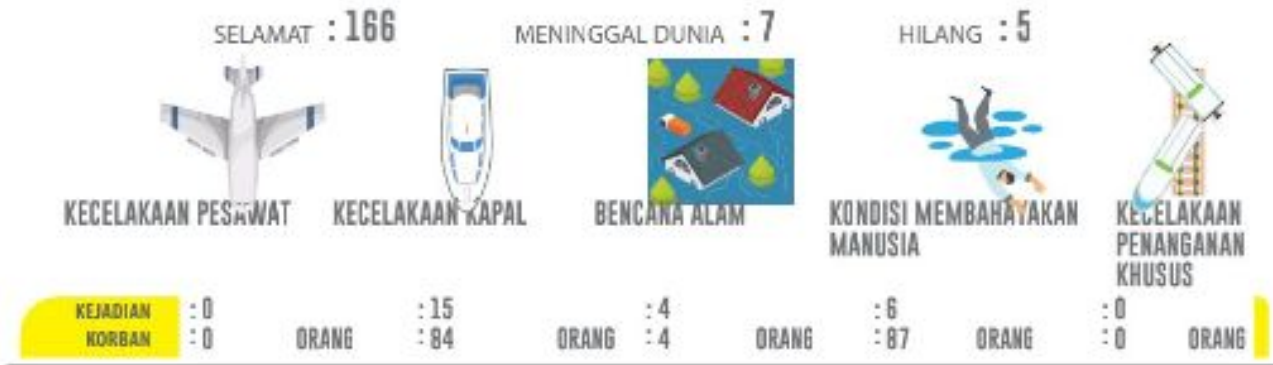 SELAMAT : 166 MENINGGAL DUNIA : 7 HILANG : 5
KECELAKAAN PESAWAT KECELAKAAN KAPAL BENCANA ALAM KONDISI MEMBAHAYAKAN MANUSIA KECELAKAAN PENANGANAN KHUSUS
KEJADIAN : 0 : 15 : 4 : 6 : 0
KORBAN : 0 ORANG : 84 ORANG : 4 ORANG : 87 ORANG : 0 ORANG